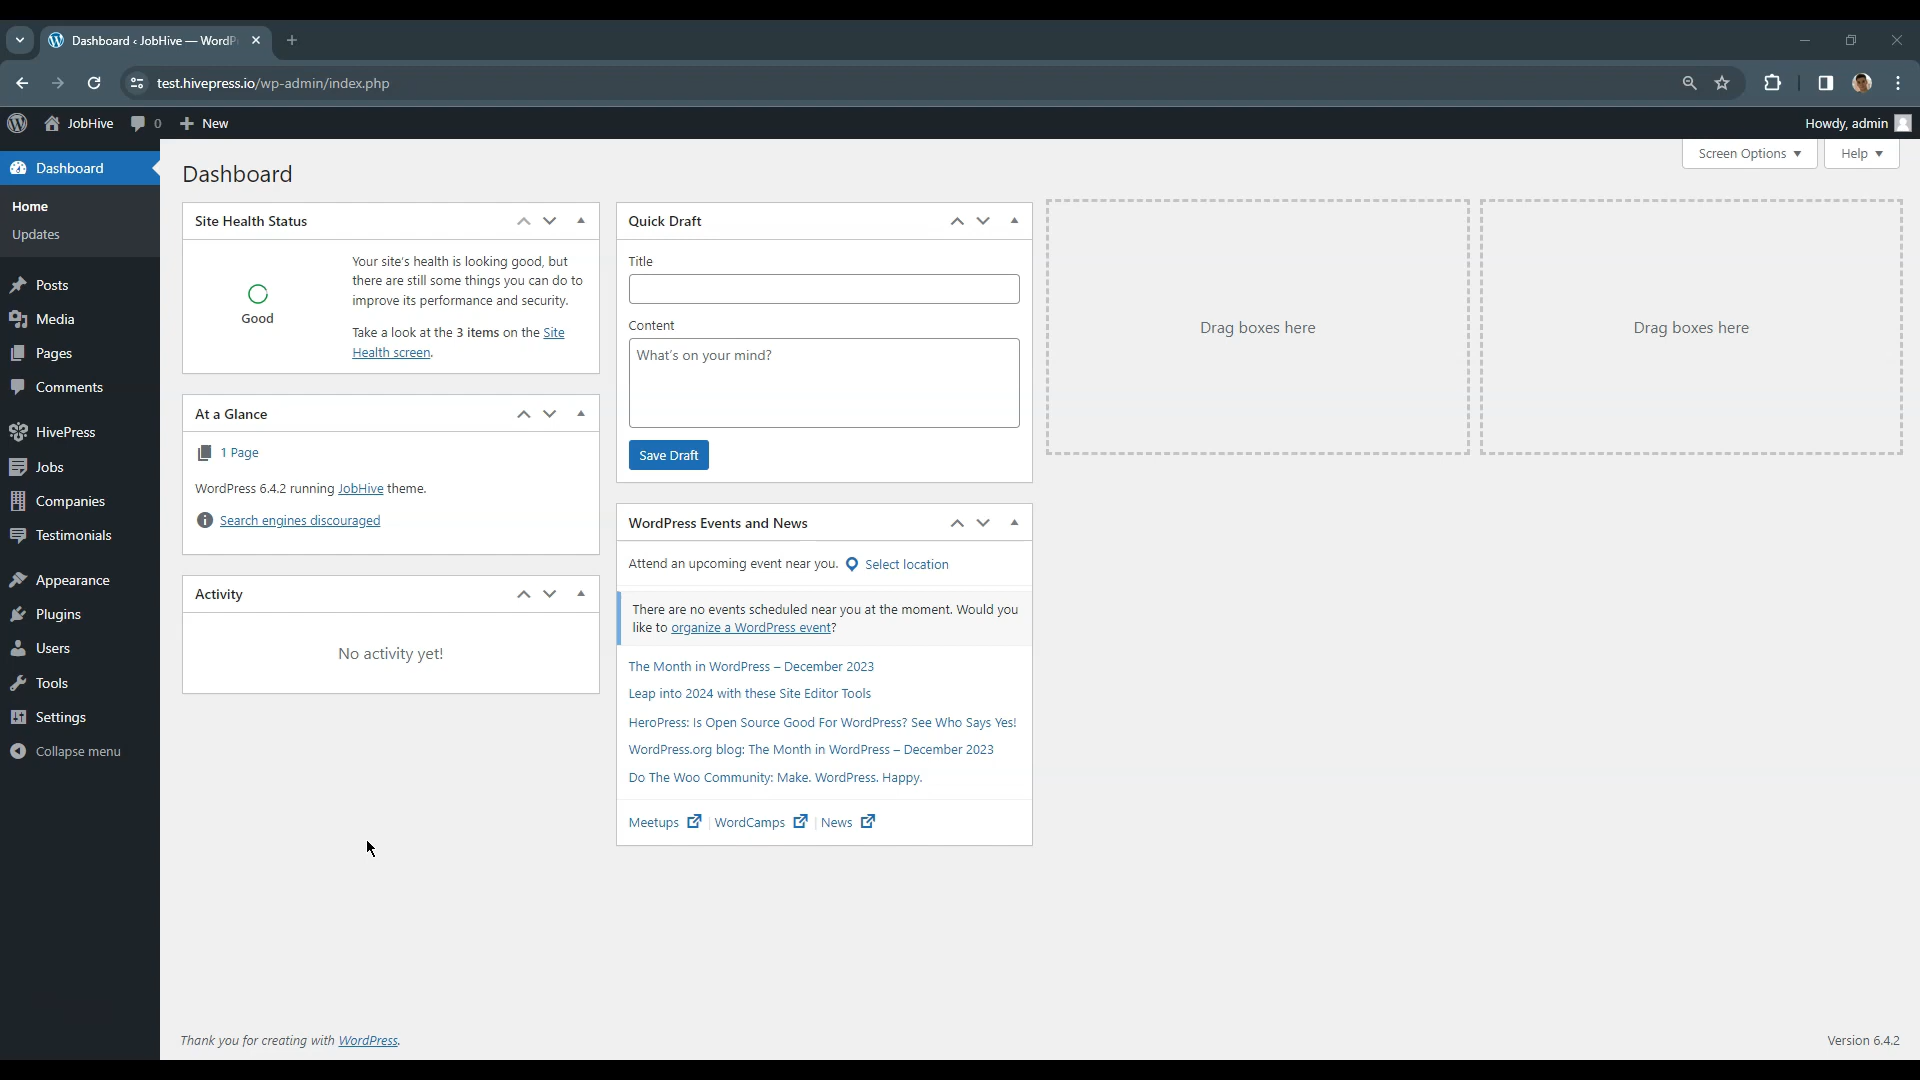 Dashboard ‹ JobHive — WordP
test.hivepress.io/wp-admin/index.php
JobHive
0
New
Howdy, admin
Dashboard
Home
Updates
Posts
Media
Pages
Comments
HivePress
Jobs
Companies
Testimonials
Appearance
Plugins
Users
Tools
Settings
Collapse menu
Screen Options
Help
Dashboard
Site Health Status
Good
Your site's health is looking good, but
there are still some things you can do to
improve its performance and security.
Take a look at the 3 items on the Site
Health screen.
At a Glance
1 Page
WordPress 6.4.2 running JobHive theme.
Search engines discouraged
Activity
No activity yet!
Quick Draft
Title
Content
What's on your mind?
Save Draft
WordPress Events and News
Attend an upcoming event near you.
Select location
There are no events scheduled near you at the moment. Would you
like to organize a WordPress event?
The Month in WordPress – December 2023
Leap into 2024 with these Site Editor Tools
HeroPress: Is Open Source Good For WordPress? See Who Says Yes!
WordPress.org blog: The Month in WordPress – December 2023
Do The Woo Community: Make. WordPress. Happy.
Meetups | WordCamps | News
Drag boxes here
Drag boxes here
Thank you for creating with WordPress.
Version 6.4.2